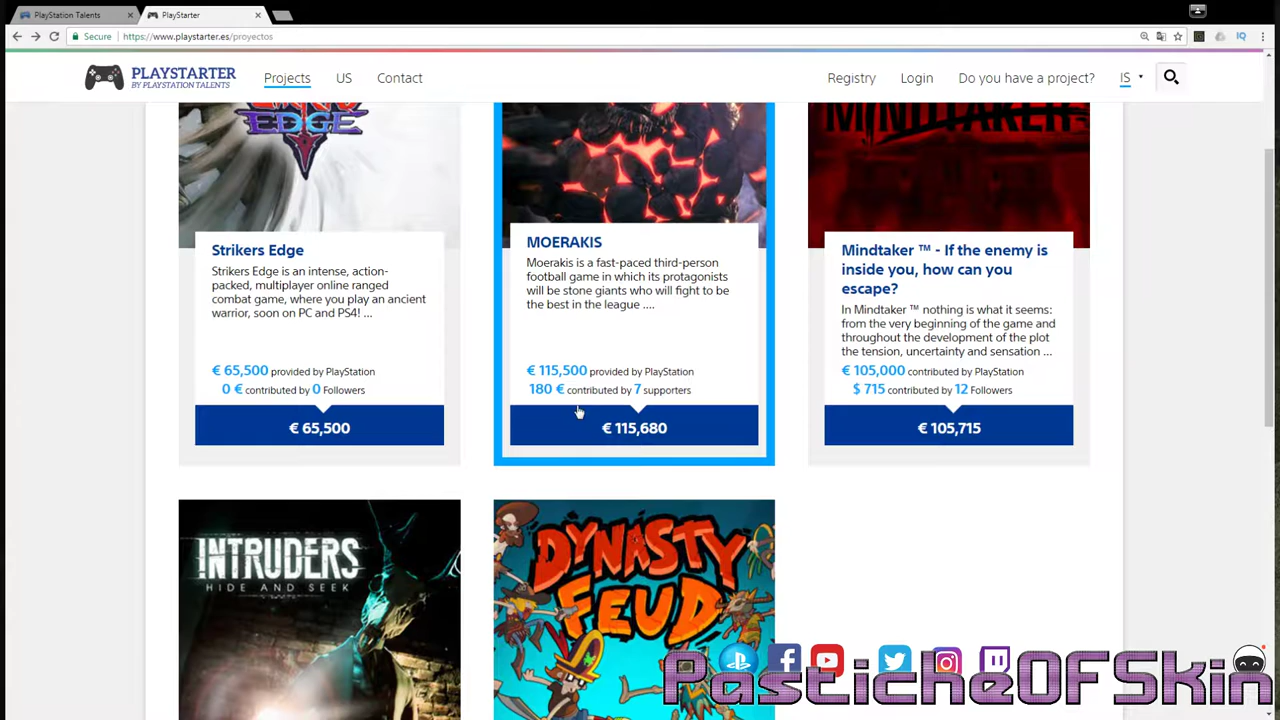 PlayStation Talents
PlayStarter
Secure
https://www.playstarter.es/proyectos
PLAYSTARTER
BY PLAYSTATION TALENTS
Projects
US
Contact
Registry
Login
Do you have a project?
IS
EDGE
MINDTAKER
Strikers Edge
Strikers Edge is an intense, action-
packed, multiplayer online ranged
combat game, where you play an ancient
warrior, soon on PC and PS4! ...
€ 65,500 provided by PlayStation
0 € contributed by 0 Followers
€ 65,500
MOERAKIS
Moerakis is a fast-paced third-person
football game in which its protagonists
will be stone giants who will fight to be
the best in the league ....
€ 115,500 provided by PlayStation
180 € contributed by 7 supporters
€ 115,680
Mindtaker ™ - If the enemy is
inside you, how can you
escape?
In Mindtaker ™ nothing is what it seems:
from the very beginning of the game and
throughout the development of the plot
the tension, uncertainty and sensation ...
€ 105,000 contributed by PlayStation
$ 715 contributed by 12 Followers
€ 105,715
INTRUDERS
HIDE AND SEEK
DYNASTY
FEUD
PasticheOFSkin